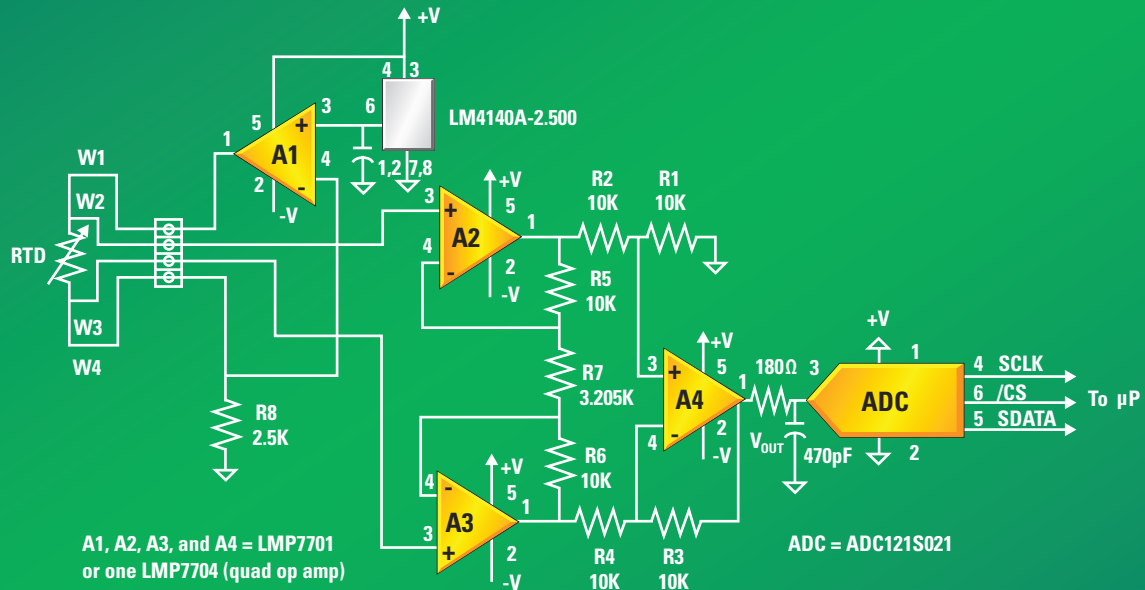 +V
4 3
LM4140A-2.500
6
3
5
+
1
A1
4
-
2
-V
1,2 7,8
W1
W2
RTD
W3
W4
R8
2.5K
+V
3
5
+
1
A2
4
-
2
-V
R2
10K
R1
10K
R5
10K
R7
3.205K
R6
10K
+V
4
-
5
1
A3
3
+
2
-V
R4
10K
R3
10K
+V
3
5
+
1
A4
4
-
2
-V
180Ω
VOUT
470pF
+V
3
1
ADC
2
4 SCLK
6 /CS
5 SDATA
To µP
A1, A2, A3, and A4 = LMP7701
or one LMP7704 (quad op amp)
ADC = ADC121S021